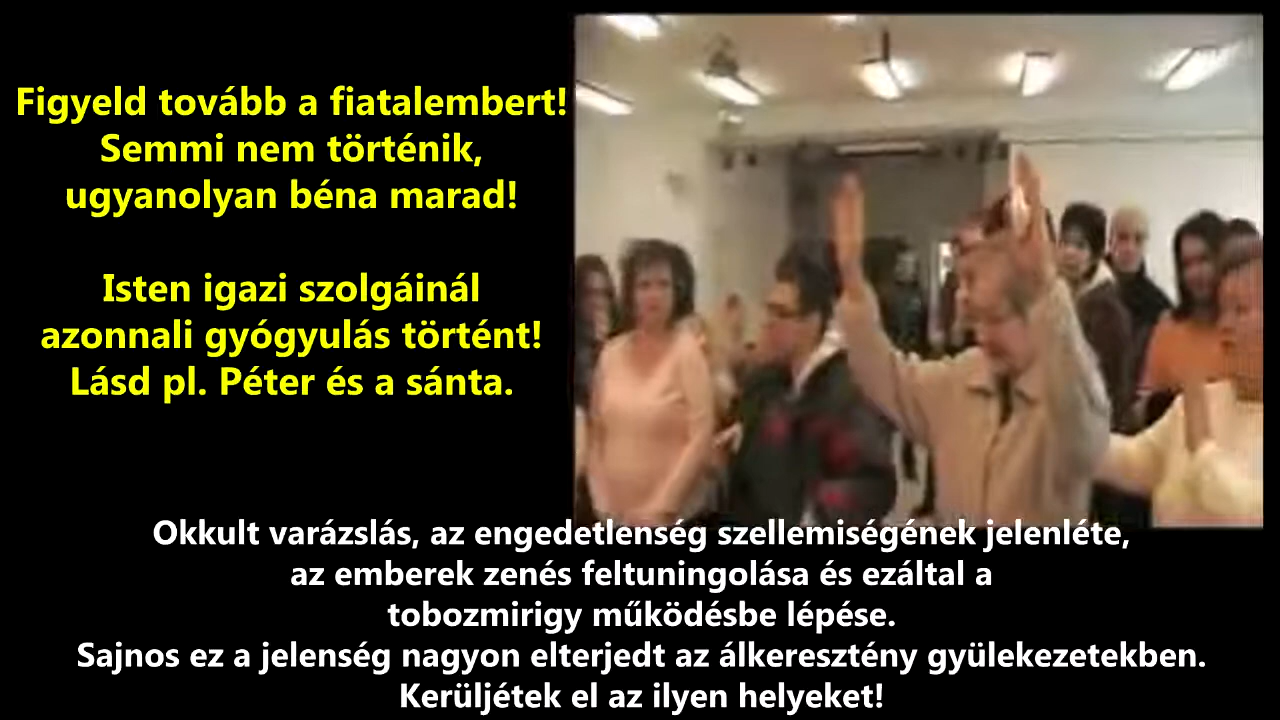 Figyeld tovább a fiatalembert!
Semmi nem történik,
ugyanolyan béna marad!
Isten igazi szolgáinál
azonnali gyógyulás történt!
Lásd pl. Péter és a sánta.
Okkult varázslás, az engedetlenség szellemiségének jelenléte,
az emberek zenés feltuningolása és ezáltal a
tobozmirigy működésbe lépése.
Sajnos ez a jelenség nagyon elterjedt az álkeresztény gyülekezetekben.
Kerüljétek el az ilyen helyeket!